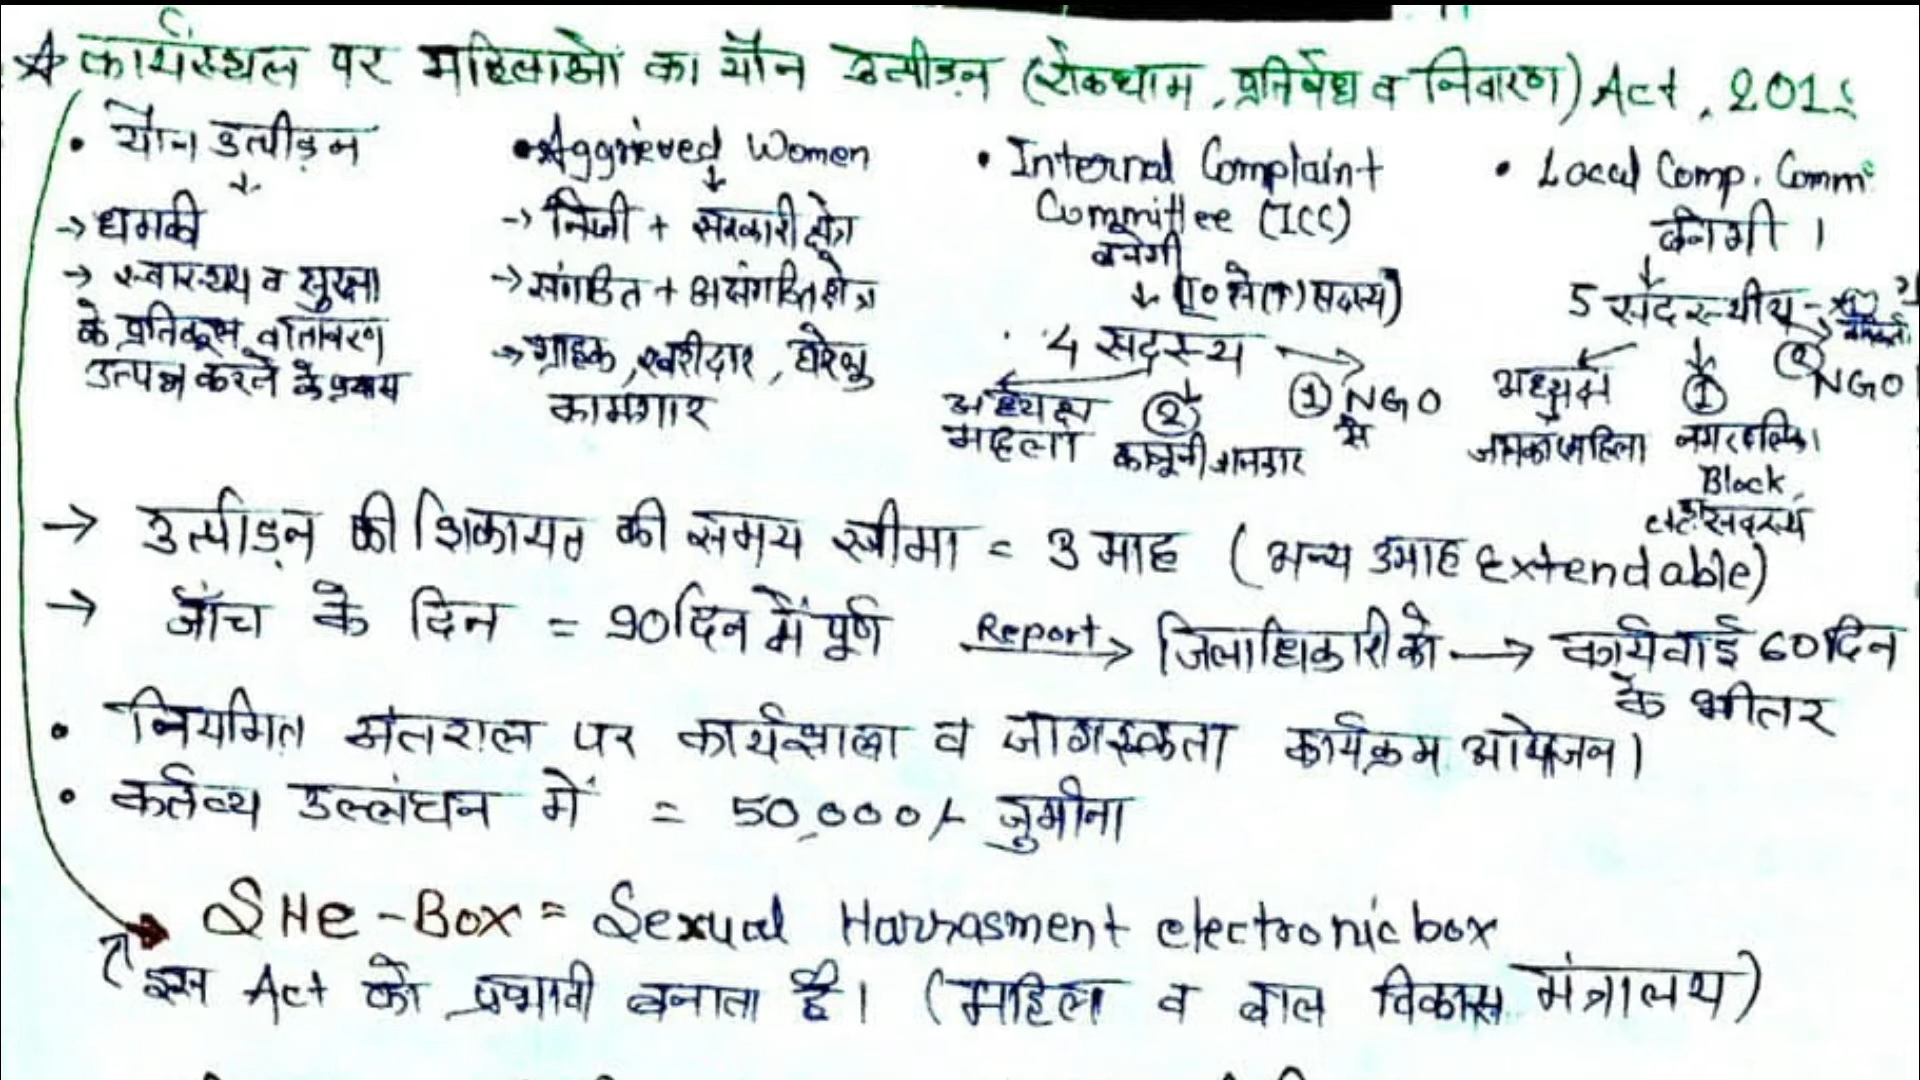 * कार्यस्थल पर महिलाओं का यौन उत्पीड़न (रोकथाम, प्रतिषेध व निवारण) Act, 201
• यौन उत्पीड़न
↓
→ धमकी
→ स्वास्थ्य व सुरक्षा
के प्रतिकूल वातावरण
उत्पन्न करने के प्रयास
• Aggrieved Women
↓
→ निजी + सरकारी क्षेत्र
→ संगठित + असंगठित क्षेत्र
→ ग्राहक, खरीदार, घरेलू
कामगार
• Internal Complaint
Committee (ICC)
बनेगी
↓ (10 से (↑) सदस्य)
4 सदस्य
अध्यक्ष
महिला
②
कानूनी जानकार
① NGO
से
• Local Comp. Comm
बनेगी ।
↓
5 सदस्यीय
अध्यक्ष
महिला
①
नगरपालिका
Block,
सदस्य
② NGO
→ उत्पीड़न की शिकायत की समय सीमा = 3 माह (अन्य 3माह Extendable)
→ जाँच के दिन = 90 दिन में पूर्ण Report→ जिलाधिकारी को → कार्यवाई 60 दिन
के भीतर
• नियमित अंतराल पर कार्यशाला व जागरूकता कार्यक्रम आयोजन।
• कर्तव्य उल्लंघन में = 50,000/- जुर्माना
→ SHe-Box = Sexual Harrasment electronic box
इस Act को प्रभावी बनाता है। (महिला व बाल विकास मंत्रालय)